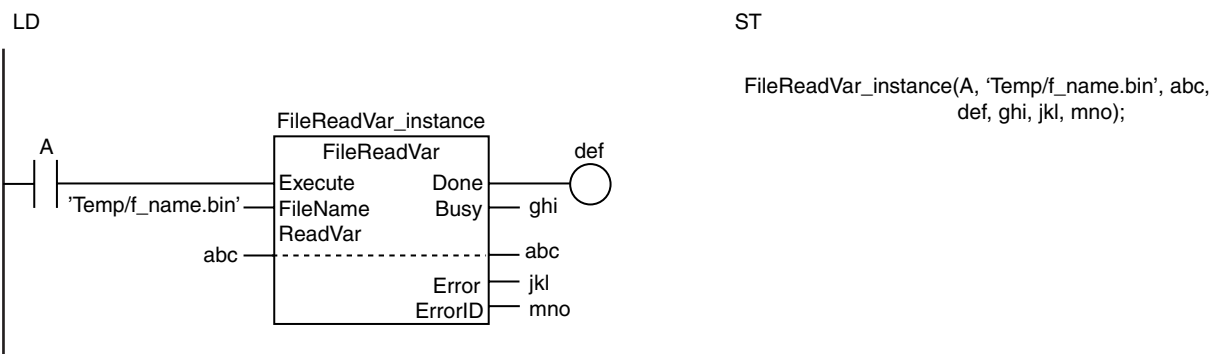 LD
ST
FileReadVar_instance(A, ‘Temp/f_name.bin’, abc,
def, ghi, jkl, mno);
FileReadVar_instance
A
FileReadVar
def
Execute
Done
'Temp/f_name.bin'
FileName
Busy
ghi
ReadVar
abc
abc
Error
jkl
ErrorID
mno